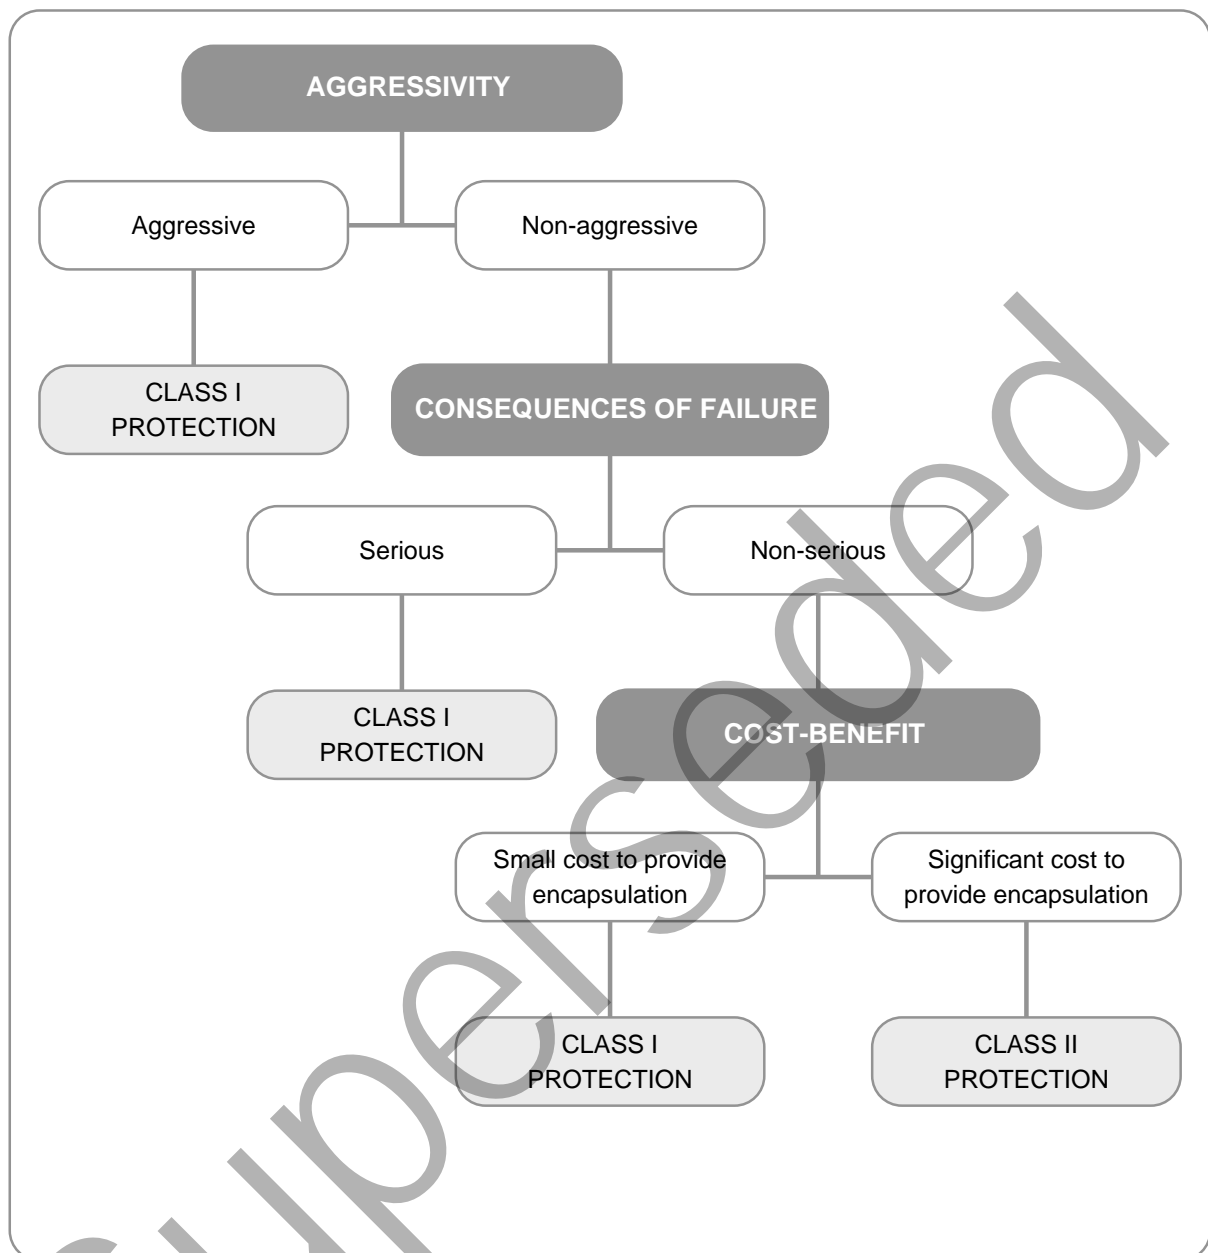 AGGRESSIVITY
Aggressive
Non-aggressive
CLASS I
PROTECTION
CONSEQUENCES OF FAILURE
Serious
Non-serious
CLASS I
PROTECTION
COST-BENEFIT
Small cost to provide
encapsulation
Significant cost to
provide encapsulation
CLASS I
PROTECTION
CLASS II
PROTECTION
Superseded